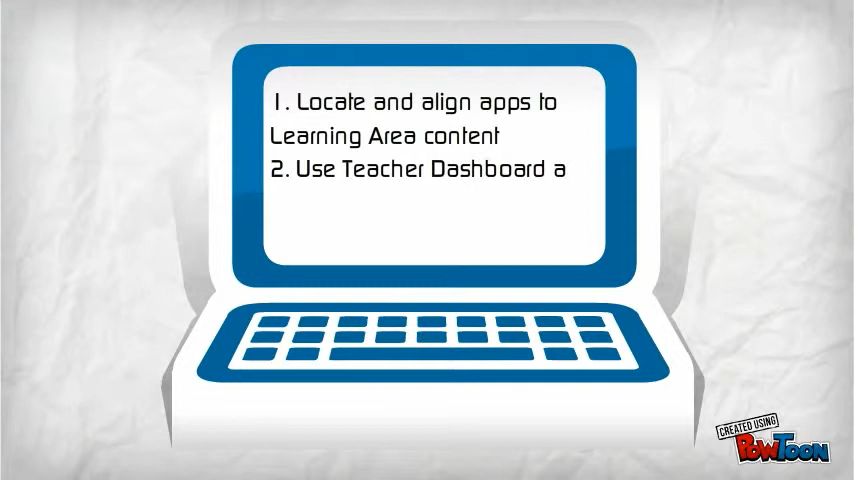 1. Locate and align apps to
Learning Area content
2. Use Teacher Dashboard a
CREATED USING
POWTOON